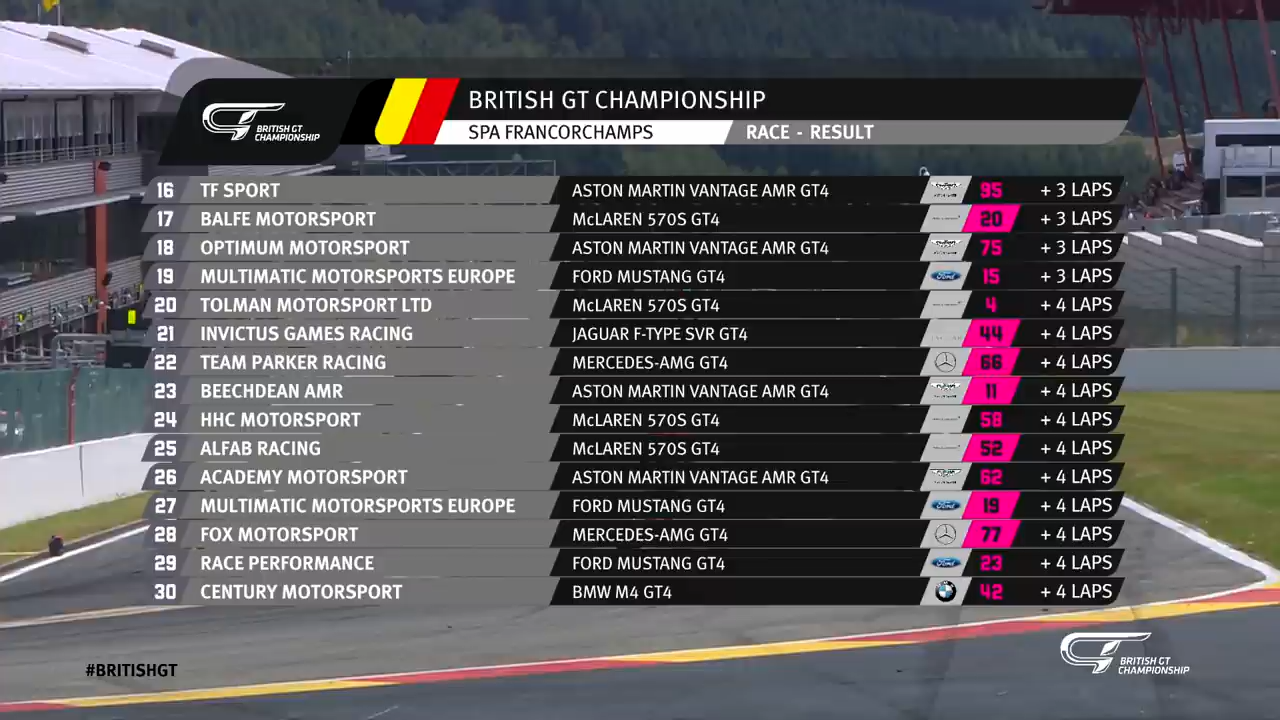 BRITISH GT CHAMPIONSHIP
BRITISH GT
CHAMPIONSHIP
SPA FRANCORCHAMPS RACE - RESULT
16 TF SPORT ASTON MARTIN VANTAGE AMR GT4 95 + 3 LAPS
17 BALFE MOTORSPORT McLAREN 570S GT4 20 + 3 LAPS
18 OPTIMUM MOTORSPORT ASTON MARTIN VANTAGE AMR GT4 75 + 3 LAPS
19 MULTIMATIC MOTORSPORTS EUROPE FORD MUSTANG GT4 Ford 15 + 3 LAPS
20 TOLMAN MOTORSPORT LTD McLAREN 570S GT4 4 + 4 LAPS
21 INVICTUS GAMES RACING JAGUAR F-TYPE SVR GT4 44 + 4 LAPS
22 TEAM PARKER RACING MERCEDES-AMG GT4 66 + 4 LAPS
23 BEECHDEAN AMR ASTON MARTIN VANTAGE AMR GT4 11 + 4 LAPS
24 HHC MOTORSPORT McLAREN 570S GT4 58 + 4 LAPS
25 ALFAB RACING McLAREN 570S GT4 52 + 4 LAPS
26 ACADEMY MOTORSPORT ASTON MARTIN VANTAGE AMR GT4 62 + 4 LAPS
27 MULTIMATIC MOTORSPORTS EUROPE FORD MUSTANG GT4 Ford 19 + 4 LAPS
28 FOX MOTORSPORT MERCEDES-AMG GT4 77 + 4 LAPS
29 RACE PERFORMANCE FORD MUSTANG GT4 Ford 23 + 4 LAPS
30 CENTURY MOTORSPORT BMW M4 GT4 42 + 4 LAPS
#BRITISHGT
BRITISH GT
CHAMPIONSHIP